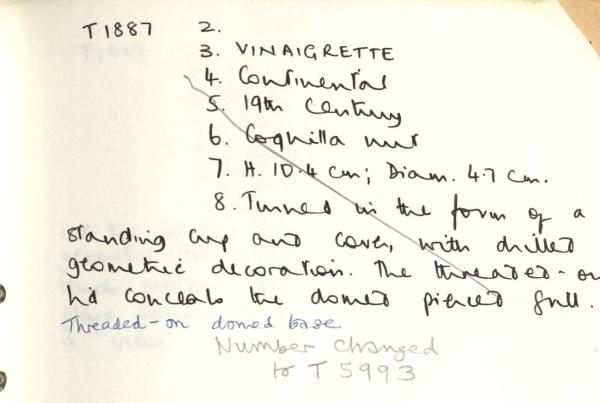 T1887 2.
3. VINAIGRETTE
4. Continental
5. 19th Century
6. Coquilla nut
7. H. 10.4 cm; Diam. 4.7 cm.
8. Turned in the form of a
standing cup and cover, with drilled
geometric decoration. The threaded-on
lid conceals the domed pierced grill.
Threaded-on domed base
Number changed
to T 5993